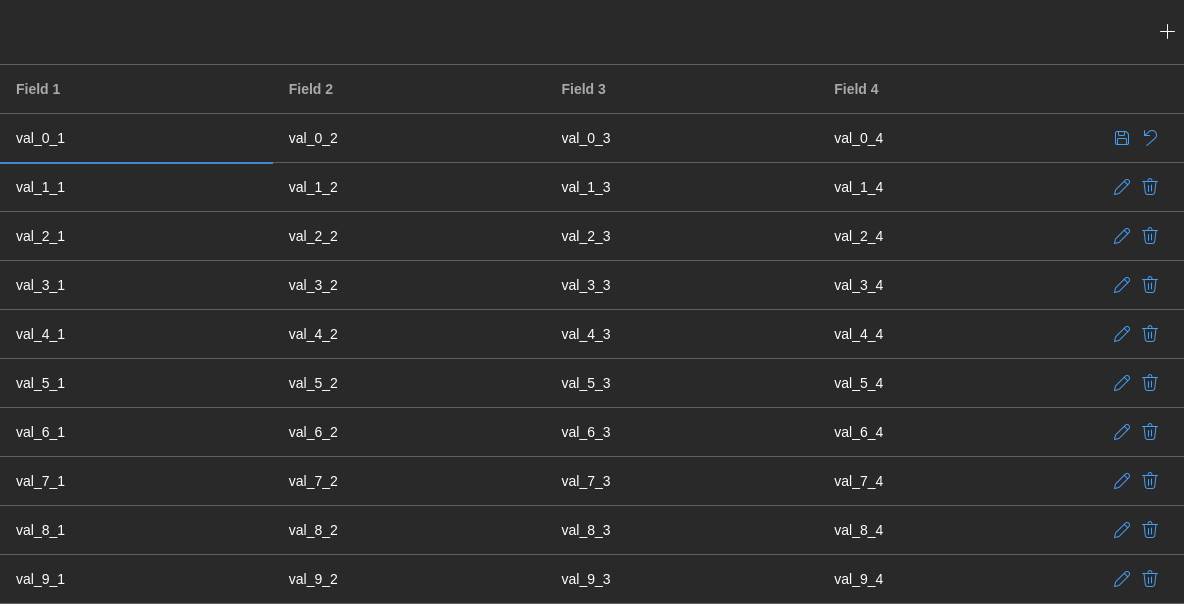 Field 1 Field 2 Field 3 Field 4
val_0_1 val_0_2 val_0_3 val_0_4
val_1_1 val_1_2 val_1_3 val_1_4
val_2_1 val_2_2 val_2_3 val_2_4
val_3_1 val_3_2 val_3_3 val_3_4
val_4_1 val_4_2 val_4_3 val_4_4
val_5_1 val_5_2 val_5_3 val_5_4
val_6_1 val_6_2 val_6_3 val_6_4
val_7_1 val_7_2 val_7_3 val_7_4
val_8_1 val_8_2 val_8_3 val_8_4
val_9_1 val_9_2 val_9_3 val_9_4